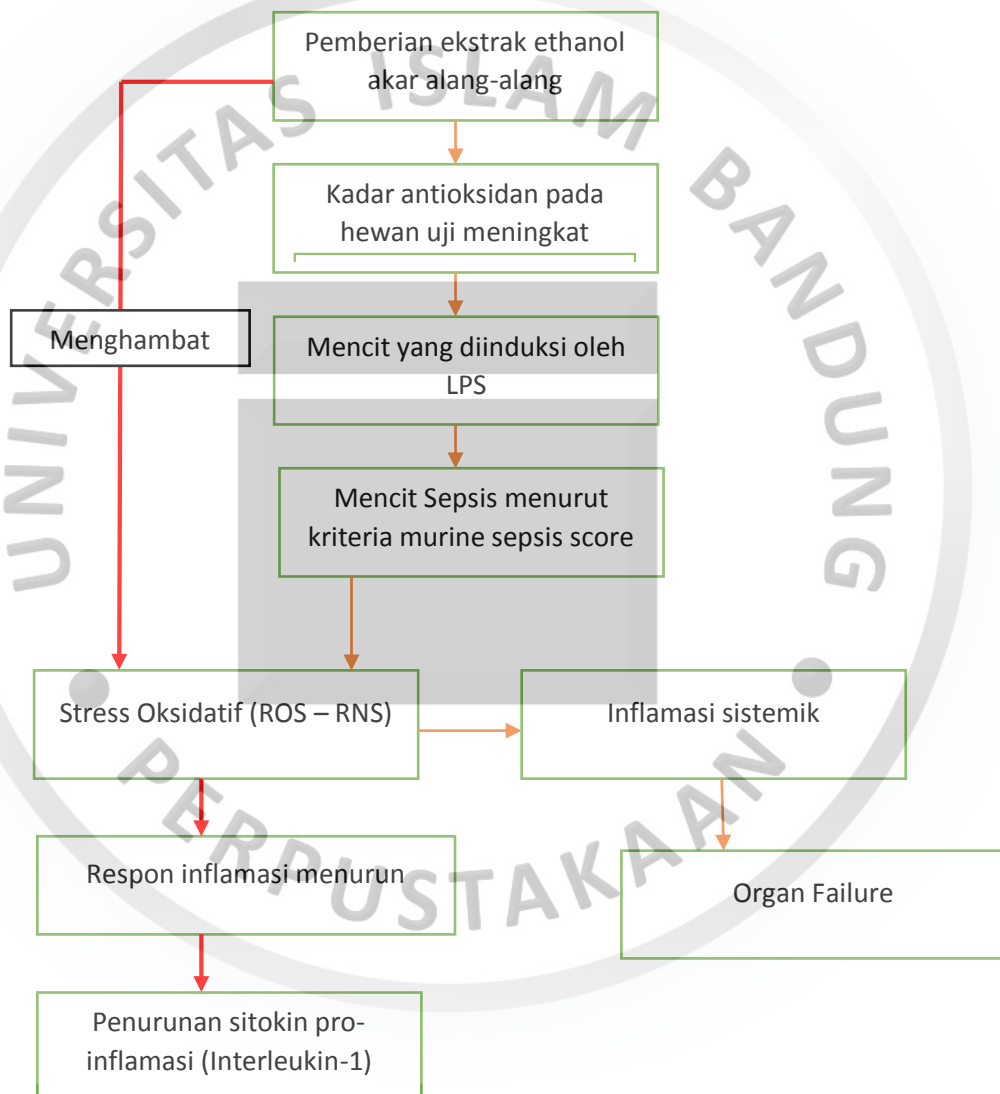 Pemberian ekstrak ethanol
akar alang-alang
Kadar antioksidan pada
hewan uji meningkat
Menghambat
Mencit yang diinduksi oleh
LPS
Mencit Sepsis menurut
kriteria murine sepsis score
Stress Oksidatif (ROS – RNS)
Inflamasi sistemik
Respon inflamasi menurun
Organ Failure
Penurunan sitokin pro-
inflamasi (Interleukin-1)
UNIVERSITAS ISLAM BANDUNG
PERPUSTAKAAN